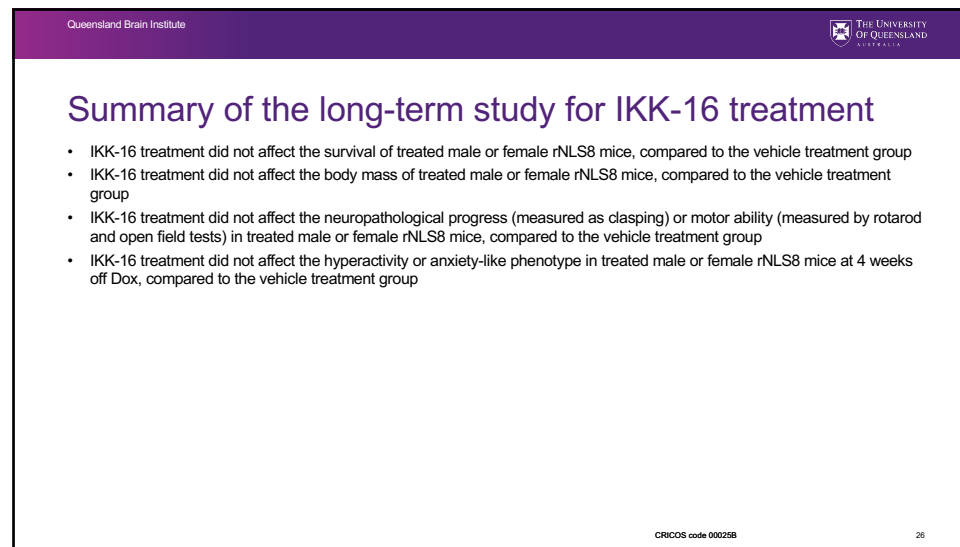 Queensland Brain Institute
THE UNIVERSITY
OF QUEENSLAND
AUSTRALIA
Summary of the long-term study for IKK-16 treatment
• IKK-16 treatment did not affect the survival of treated male or female rNLS8 mice, compared to the vehicle treatment group
• IKK-16 treatment did not affect the body mass of treated male or female rNLS8 mice, compared to the vehicle treatment
group
• IKK-16 treatment did not affect the neuropathological progress (measured as clasping) or motor ability (measured by rotarod
and open field tests) in treated male or female rNLS8 mice, compared to the vehicle treatment group
• IKK-16 treatment did not affect the hyperactivity or anxiety-like phenotype in treated male or female rNLS8 mice at 4 weeks
off Dox, compared to the vehicle treatment group
CRICOS code 00025B
26